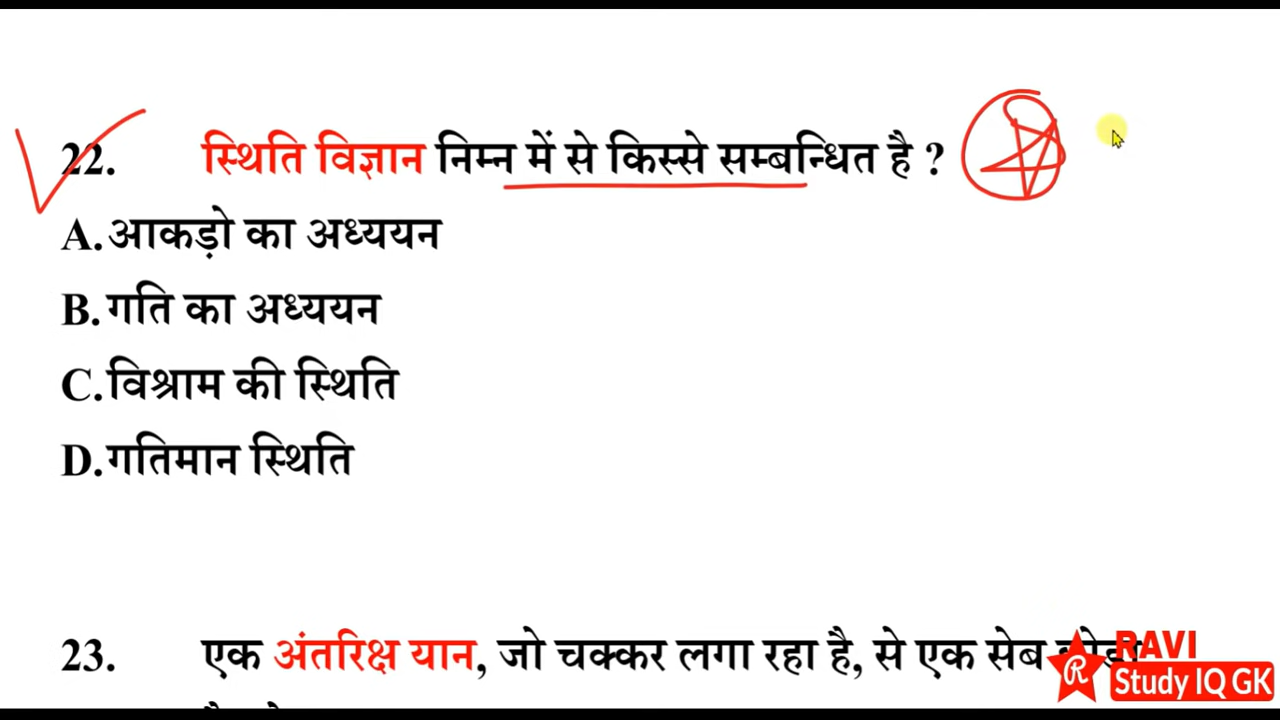 22. स्थिति विज्ञान निम्न में से किस्से सम्बन्धित है ?
A.आकड़ो का अध्ययन
B.गति का अध्ययन
C.विश्राम की स्थिति
D.गतिमान स्थिति
23. एक अंतरिक्ष यान, जो चक्कर लगा रहा है, से एक सेब
RAVI
R Study IQ GK